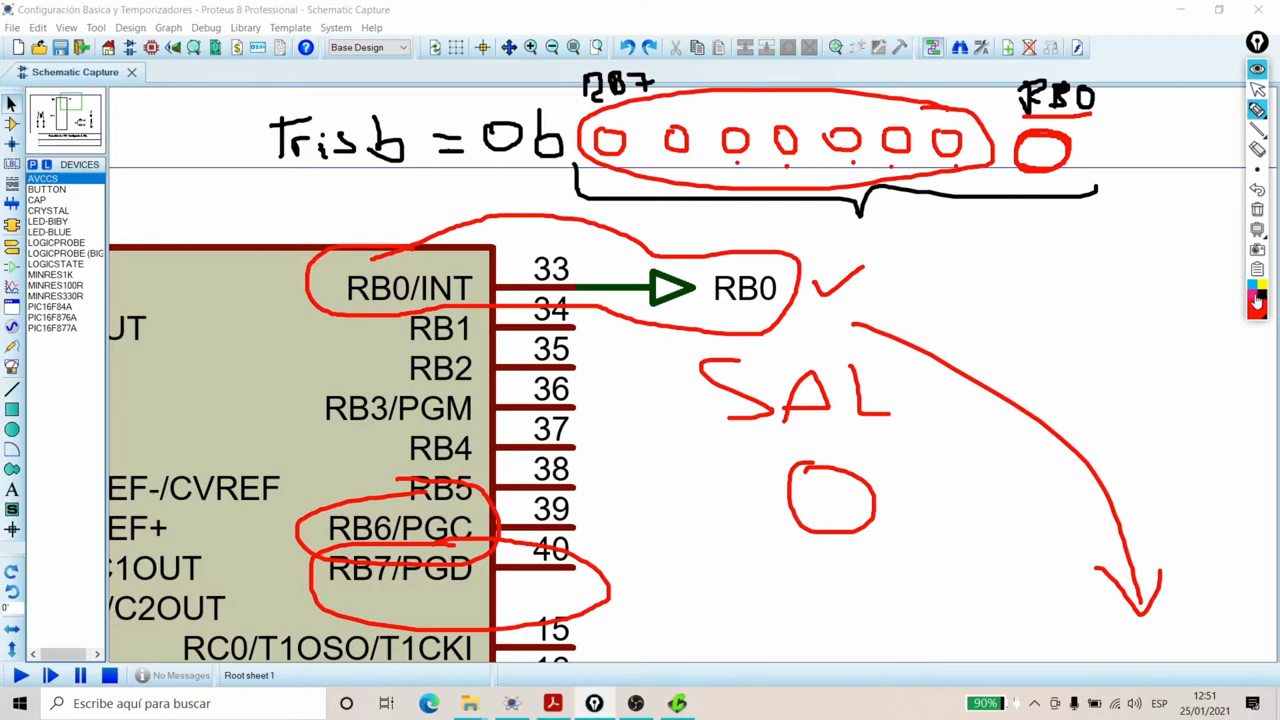 Configuración Basica y Temporizadores - Proteus 8 Professional - Schematic Capture
File Edit View Tool Design Graph Debug Library Template System Help
Base Design
Schematic Capture
RB7
RB0
Trisb = 0b 0 0 0 0 0 0 0 0
P L DEVICES
AVCCS
BUTTON
CAP
CRYSTAL
LED-BIBY
LED-BLUE
LOGICPROBE
LOGICPROBE (BIG
LOGICSTATE
MINRES1K
MINRES100R
MINRES330R
PIC16F84A
PIC16F876A
PIC16F877A
RB0/INT 33 RB0
OUT RB1 34
RB2 35
RB3/PGM 36
SAL
RB4 37
EF-/CVREF RB5 38
0
EF+ RB6/PGC 39
C1OUT RB7/PGD 40
/C2OUT
RC0/T1OSO/T1CKI 15
0°
No Messages Root sheet 1
Escribe aquí para buscar
90% ESP 12:51
25/01/2021